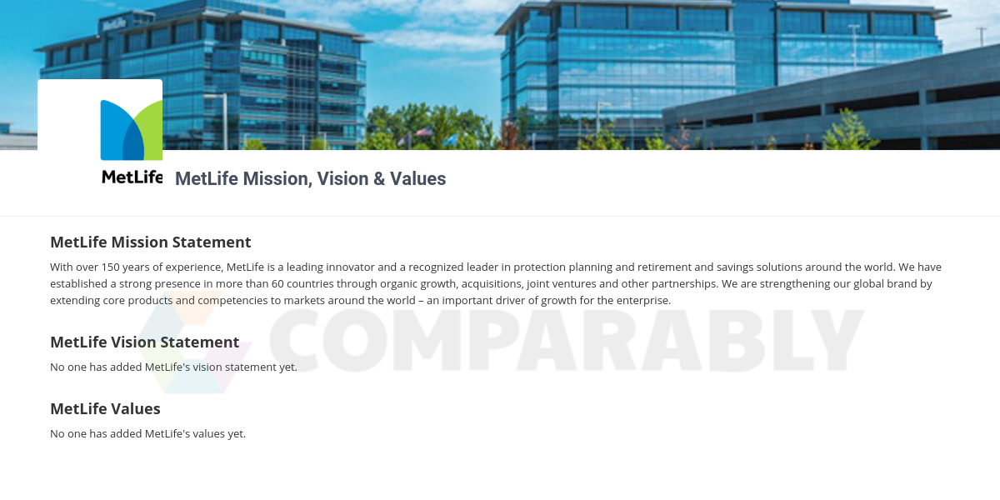 MetLife
MetLife
MetLife Mission, Vision & Values
MetLife Mission Statement
With over 150 years of experience, MetLife is a leading innovator and a recognized leader in protection planning and retirement and savings solutions around the world. We have
established a strong presence in more than 60 countries through organic growth, acquisitions, joint ventures and other partnerships. We are strengthening our global brand by
extending core products and competencies to markets around the world – an important driver of growth for the enterprise.
COMPARABLY
MetLife Vision Statement
No one has added MetLife's vision statement yet.
MetLife Values
No one has added MetLife's values yet.